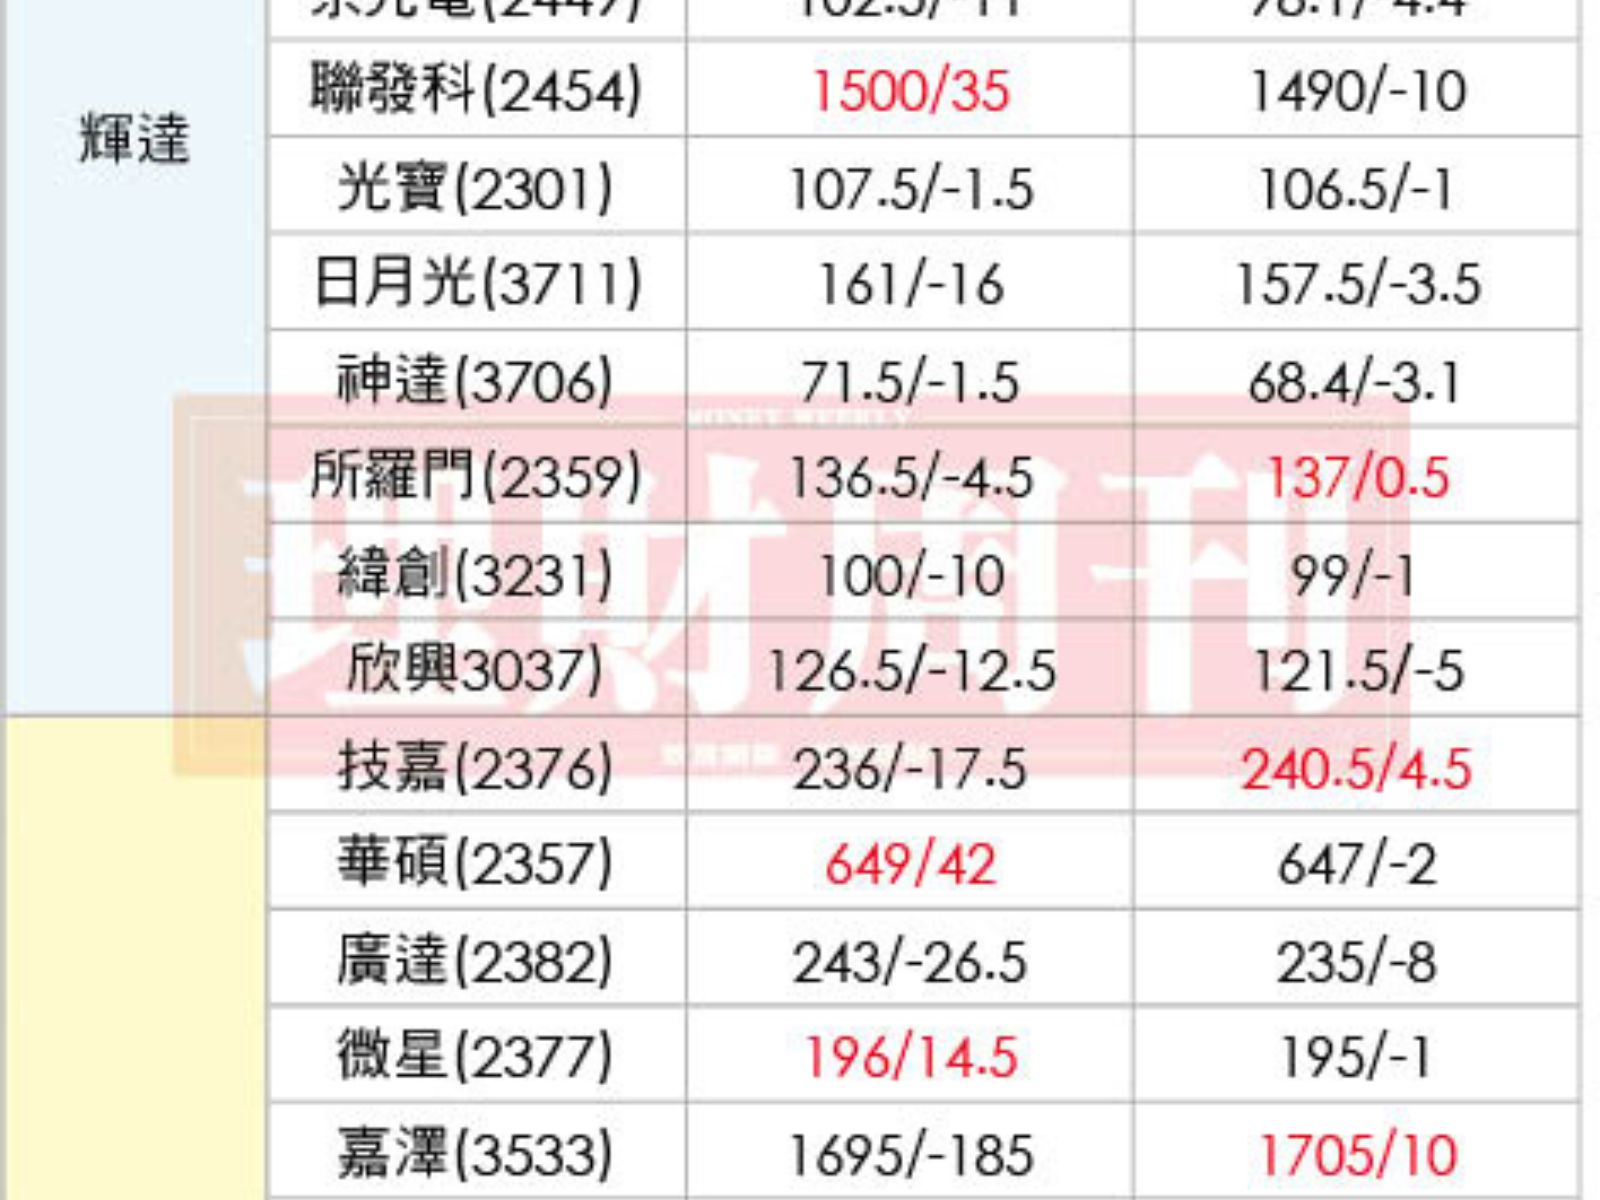 聯發科(2454) 1500/35 1490/-10
輝達
光寶(2301) 107.5/-1.5 106.5/-1
日月光(3711) 161/-16 157.5/-3.5
神達(3706) 71.5/-1.5 68.4/-3.1
MONEY WEEKLY
所羅門(2359) 136.5/-4.5 137/0.5
理財周刊
緯創(3231) 100/-10 99/-1
欣興3037) 126.5/-12.5 121.5/-5
技嘉(2376) 236/-17.5 240.5/4.5
華碩(2357) 649/42 647/-2
廣達(2382) 243/-26.5 235/-8
微星(2377) 196/14.5 195/-1
嘉澤(3533) 1695/-185 1705/10